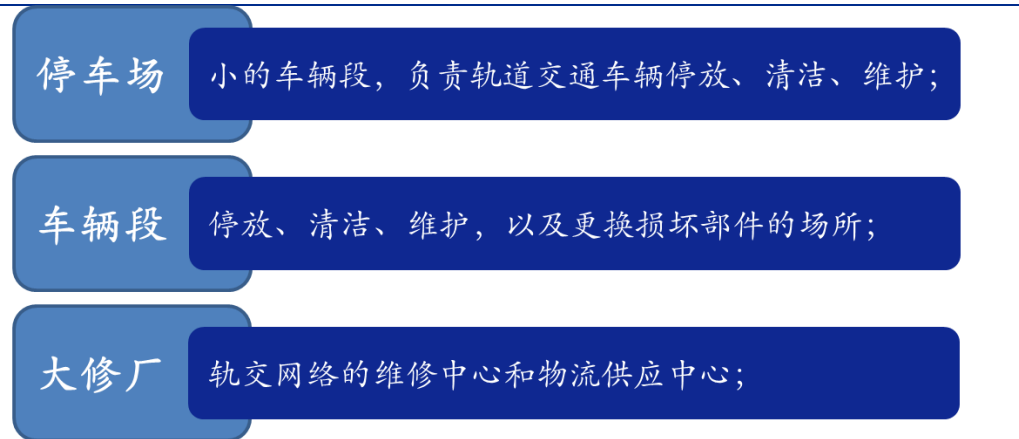 停车场
小的车辆段，负责轨道交通车辆停放、清洁、维护；
车辆段
停放、清洁、维护，以及更换损坏部件的场所；
大修厂
轨交网络的维修中心和物流供应中心；